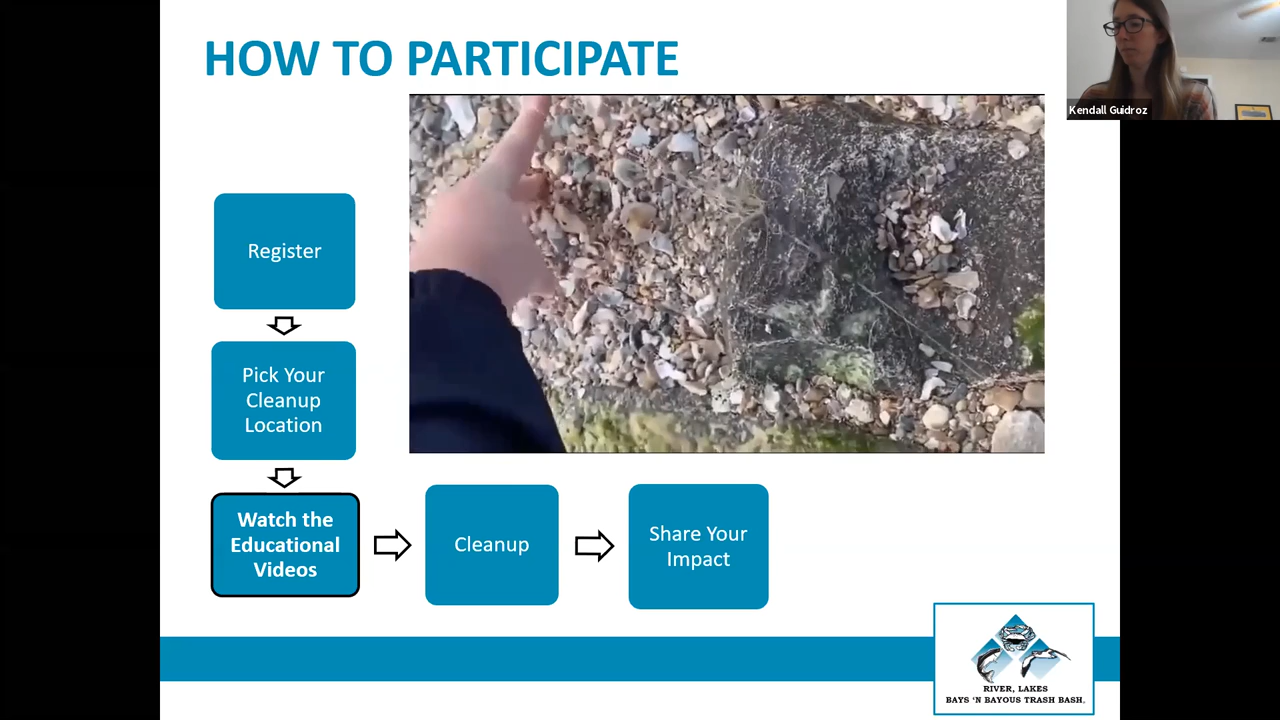 HOW TO PARTICIPATE
Kendall Guidroz
Register
Pick Your
Cleanup
Location
Watch the
Educational
Videos
Cleanup
Share Your
Impact
RIVER, LAKES
BAYS 'N BAYOUS TRASH BASH